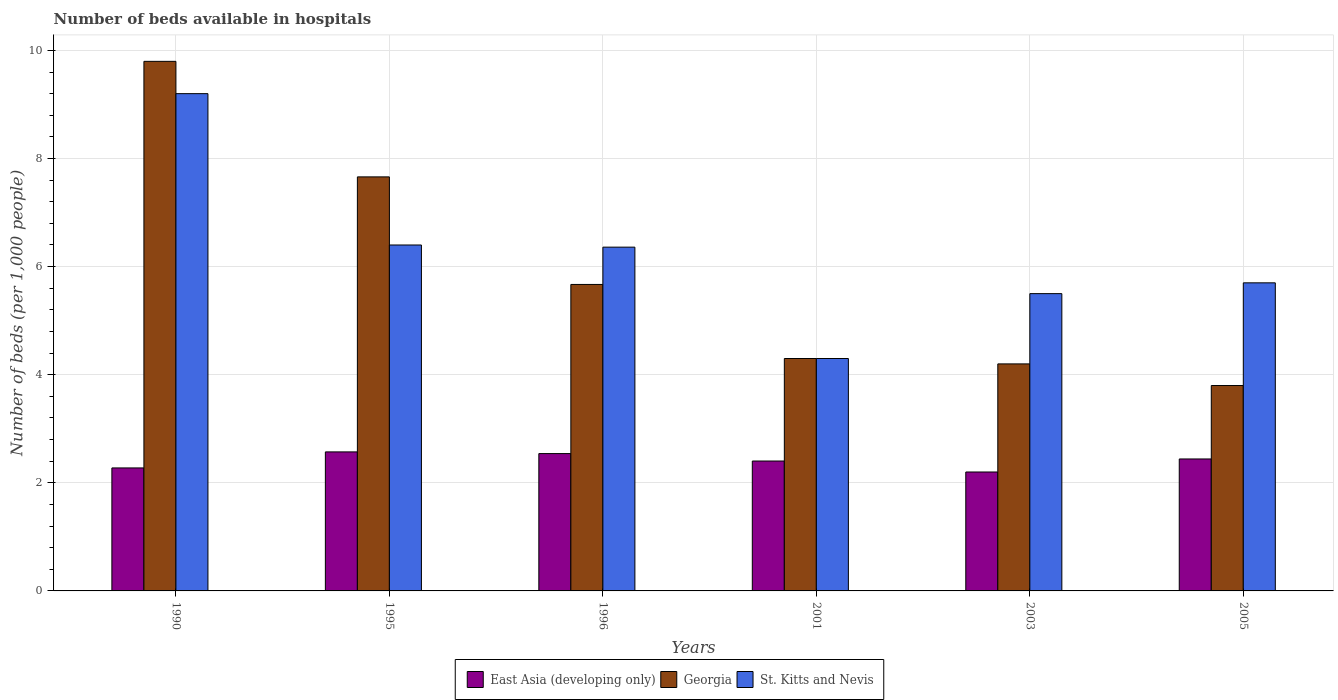 Number of beds available in hospitals
Number of beds (per 1,000 people)
10
8
6
4
2
0
1990
1995
1996
2001
2003
2005
Years
East Asia (developing only)
Georgia
St. Kitts and Nevis